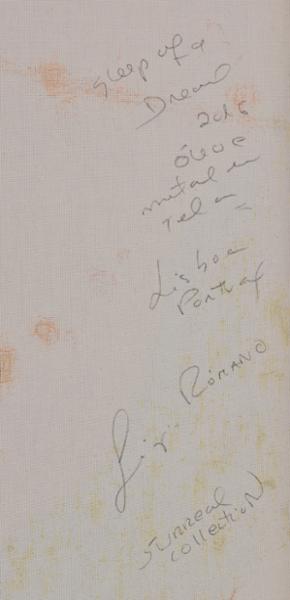 Sleep of a
Dream
2015
óleo e
metal em
tela
Lisboa
Portugal
ROMANO
SURREAL
COLLECTION